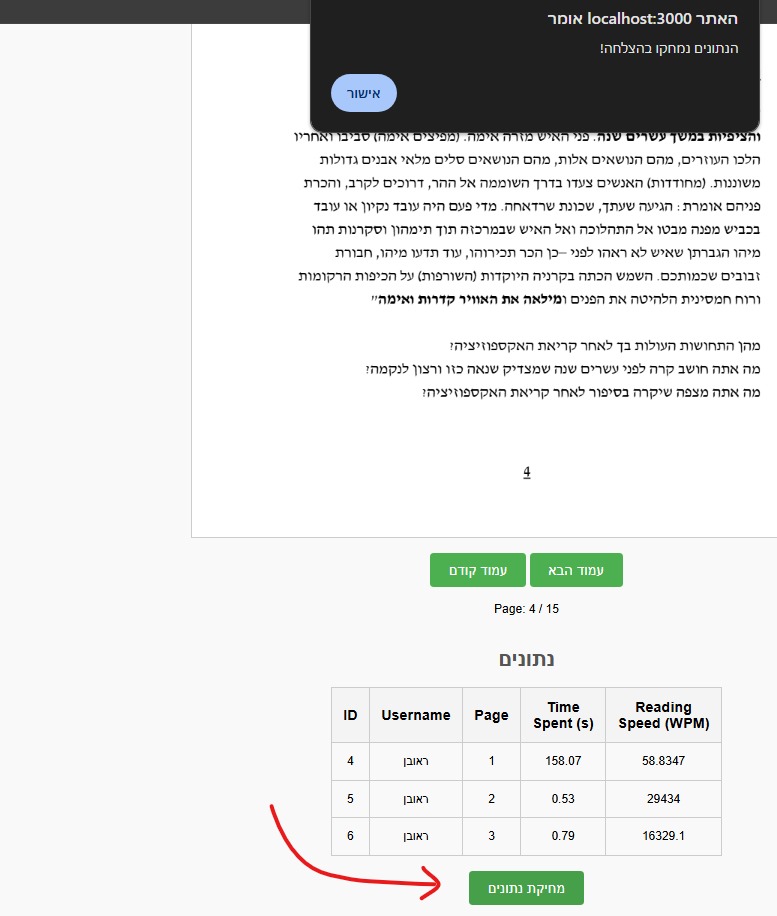 האתר localhost:3000 אומר
הנתונים נמחקו בהצלחה!
אישור
והציפיות במשך עשרים שנה. פני האיש מזרה אימה. (מפיצים אימה) סביבו ואחריו
הלכו העוזרים, מהם הנושאים אלות, מהם הנושאים סלים מלאי אבנים גדולות
משוננות. (מחודדות) האנשים צעדו בדרך השוממה אל ההר, דרוכים לקרב, והכרת
פניהם אומרת: הגיעה שעתך, שכונת שרדאחה. מדי פעם היה עובד נקיון או עובד
בכביש מפנה מבטו אל התהלוכה ואל האיש שבמרכזה תוך תימהון וסקרנות תהו
מיהו הגברתן שאיש לא ראהו לפני –כן הכר תכירוהו, עוד תדעו מיהו, חבורת
זבובים שכמותכם. השמש הכתה בקרניה היוקדות (השורפות) על הכיפות הרקומות
ורוח חמסינית הלהיטה את הפנים ומילאה את האוויר קדרות ואימה"
מהן התחושות העולות בך לאחר קריאת האקספוזיציה?
מה אתה חושב קרה לפני עשרים שנה שמצדיק שנאה כזו ורצון לנקמה?
מה אתה מצפה שיקרה בסיפור לאחר קריאת האקספוזיציה?
4
עמוד קודם עמוד הבא
Page: 4 / 15
נתונים
ID Username Page Time Spent (s) Reading Speed (WPM)
4 ראובן 1 158.07 58.8347
5 ראובן 2 0.53 29434
6 ראובן 3 0.79 16329.1
מחיקת נתונים